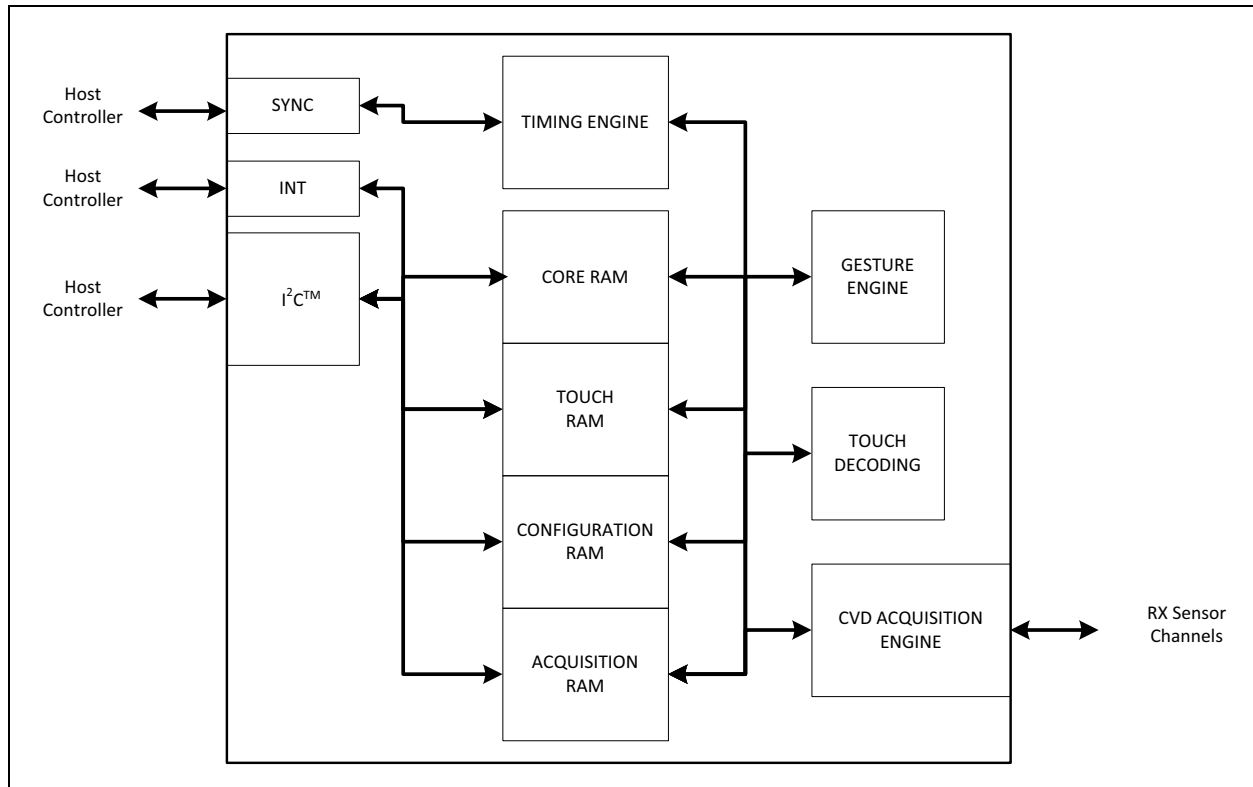 Host
Controller
SYNC
TIMING ENGINE
Host
Controller
INT
Host
Controller
I²C™
CORE RAM
GESTURE
ENGINE
TOUCH
RAM
TOUCH
DECODING
CONFIGURATION
RAM
CVD ACQUISITION
ENGINE
RX Sensor
Channels
ACQUISITION
RAM